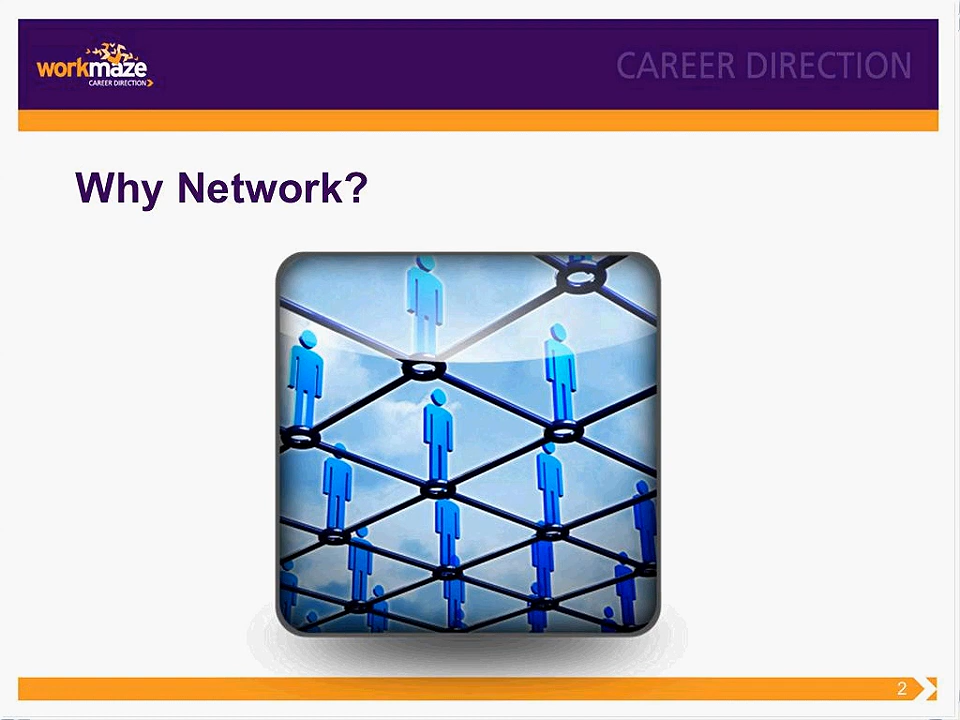 workmaze
CAREER DIRECTION
CAREER DIRECTION
Why Network?
2